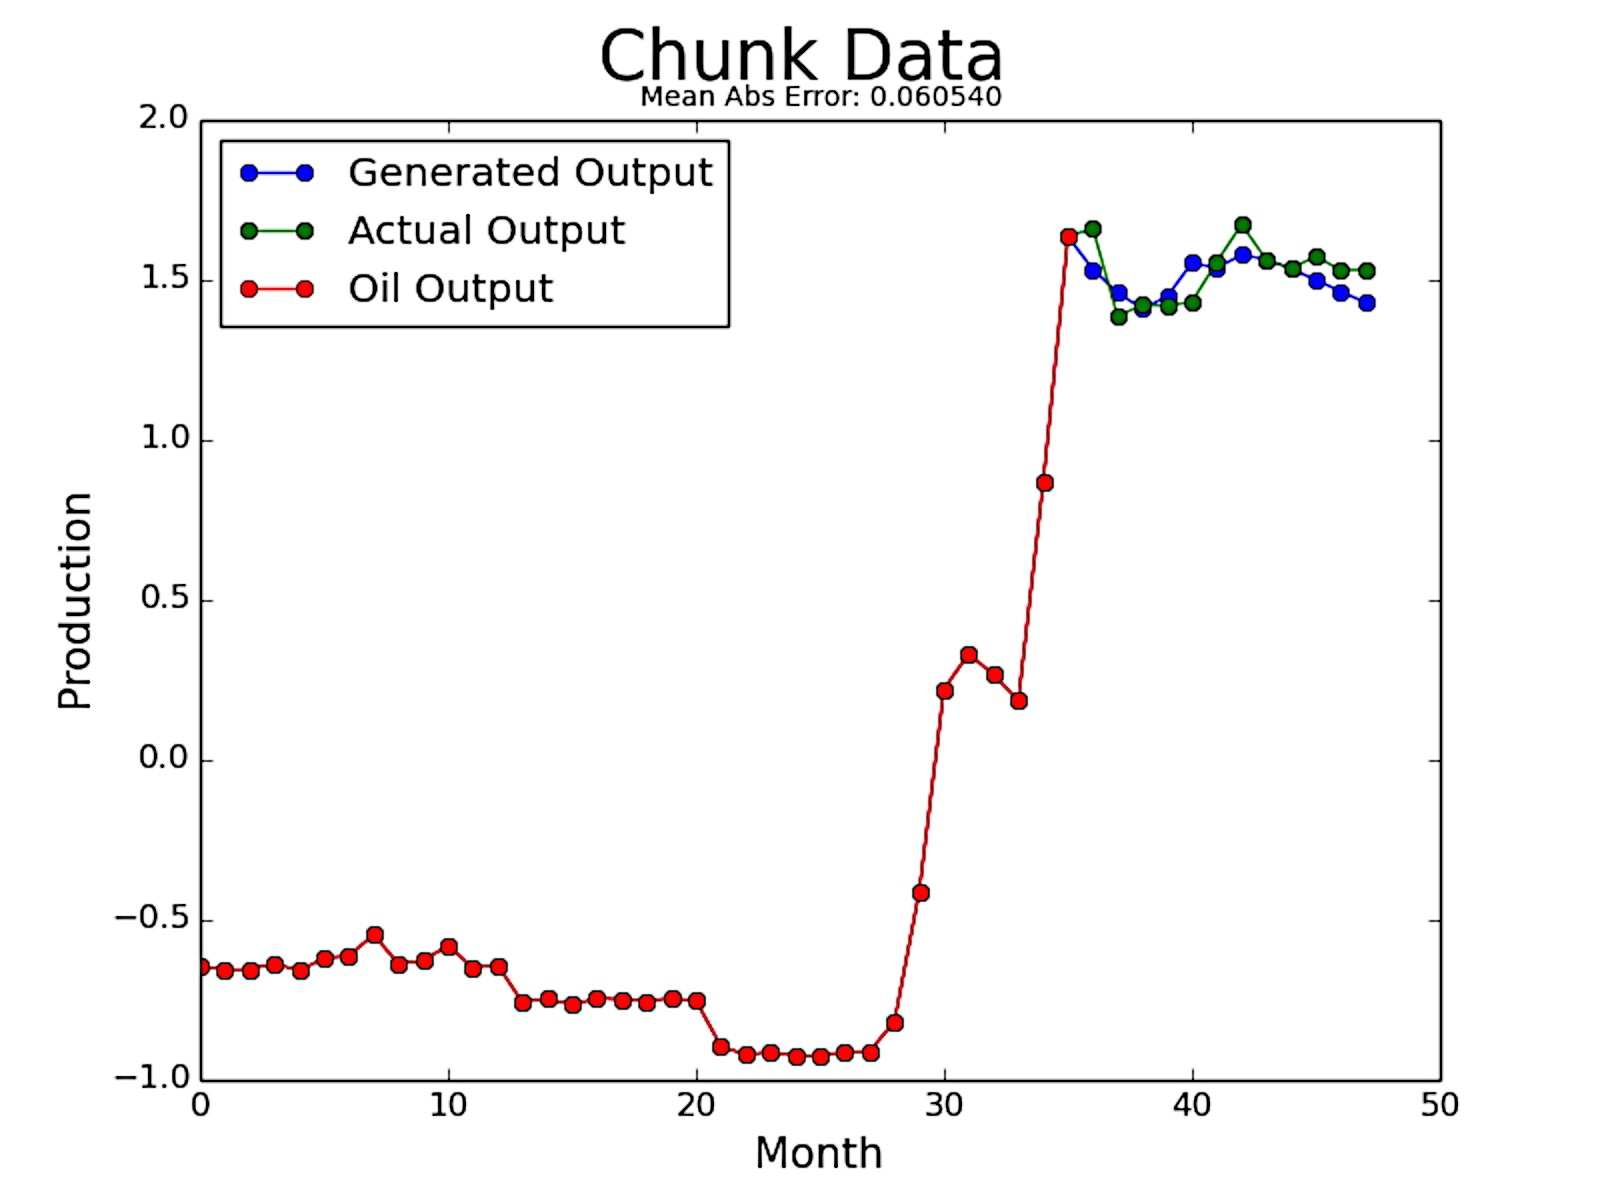 Chunk Data
Mean Abs Error: 0.060540
Generated Output
Actual Output
Oil Output
2.0
1.5
1.0
0.5
0.0
−0.5
−1.0
Production
0 10 20 30 40 50
Month